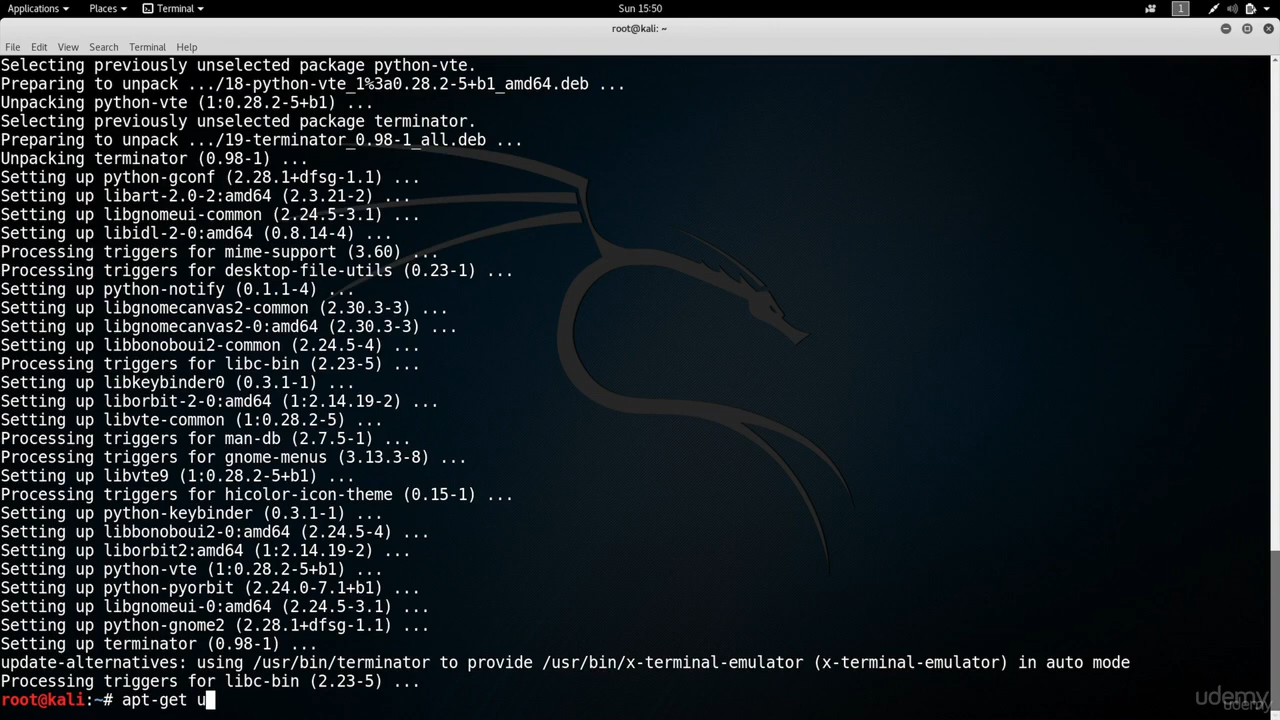 Applications Places Terminal Sun 15:50 1
root@kali: ~
File Edit View Search Terminal Help
Selecting previously unselected package python-vte.
Preparing to unpack .../18-python-vte_1%3a0.28.2-5+b1_amd64.deb ...
Unpacking python-vte (1:0.28.2-5+b1) ...
Selecting previously unselected package terminator.
Preparing to unpack .../19-terminator_0.98-1_all.deb ...
Unpacking terminator (0.98-1) ...
Setting up python-gconf (2.28.1+dfsg-1.1) ...
Setting up libart-2.0-2:amd64 (2.3.21-2) ...
Setting up libgnomeui-common (2.24.5-3.1) ...
Setting up libidl-2-0:amd64 (0.8.14-4) ...
Processing triggers for mime-support (3.60) ...
Processing triggers for desktop-file-utils (0.23-1) ...
Setting up python-notify (0.1.1-4) ...
Setting up libgnomecanvas2-common (2.30.3-3) ...
Setting up libgnomecanvas2-0:amd64 (2.30.3-3) ...
Setting up libbonoboui2-common (2.24.5-4) ...
Processing triggers for libc-bin (2.23-5) ...
Setting up libkeybinder0 (0.3.1-1) ...
Setting up liborbit-2-0:amd64 (1:2.14.19-2) ...
Setting up libvte-common (1:0.28.2-5) ...
Processing triggers for man-db (2.7.5-1) ...
Processing triggers for gnome-menus (3.13.3-8) ...
Setting up libvte9 (1:0.28.2-5+b1) ...
Processing triggers for hicolor-icon-theme (0.15-1) ...
Setting up python-keybinder (0.3.1-1) ...
Setting up libbonoboui2-0:amd64 (2.24.5-4) ...
Setting up liborbit2:amd64 (1:2.14.19-2) ...
Setting up python-vte (1:0.28.2-5+b1) ...
Setting up python-pyorbit (2.24.0-7.1+b1) ...
Setting up libgnomeui-0:amd64 (2.24.5-3.1) ...
Setting up python-gnome2 (2.28.1+dfsg-1.1) ...
Setting up terminator (0.98-1) ...
update-alternatives: using /usr/bin/terminator to provide /usr/bin/x-terminal-emulator (x-terminal-emulator) in auto mode
Processing triggers for libc-bin (2.23-5) ...
root@kali:~# apt-get u
udemy
udemy